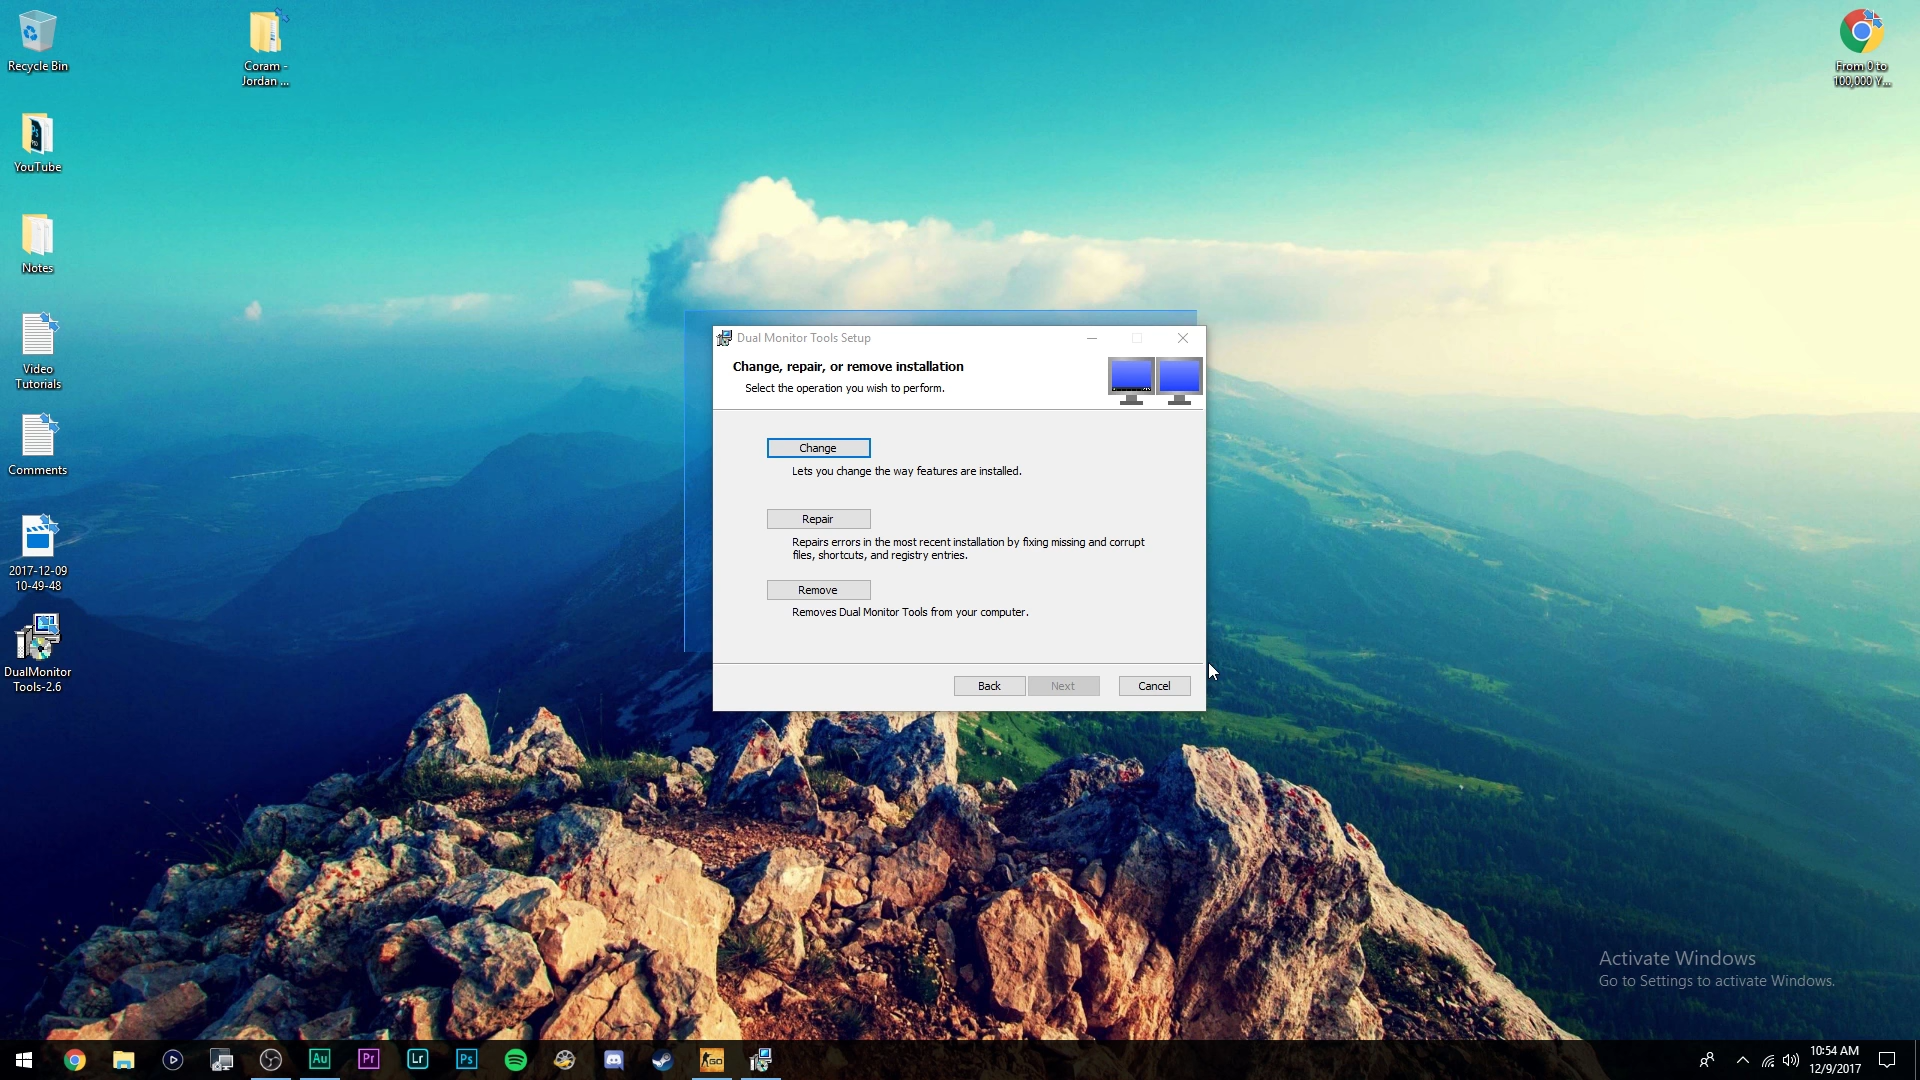 Recycle Bin
Coram -
Jordan ...
From 0 to
100,000 Y...
YouTube
Notes
Video
Tutorials
Comments
2017-12-09
10-49-48
DualMonitor
Tools-2.6
Dual Monitor Tools Setup
Change, repair, or remove installation
Select the operation you wish to perform.
Change
Lets you change the way features are installed.
Repair
Repairs errors in the most recent installation by fixing missing and corrupt
files, shortcuts, and registry entries.
Remove
Removes Dual Monitor Tools from your computer.
Back
Next
Cancel
Activate Windows
Go to Settings to activate Windows.
Au
Pr
Lr
Ps
GO
10:54 AM
12/9/2017